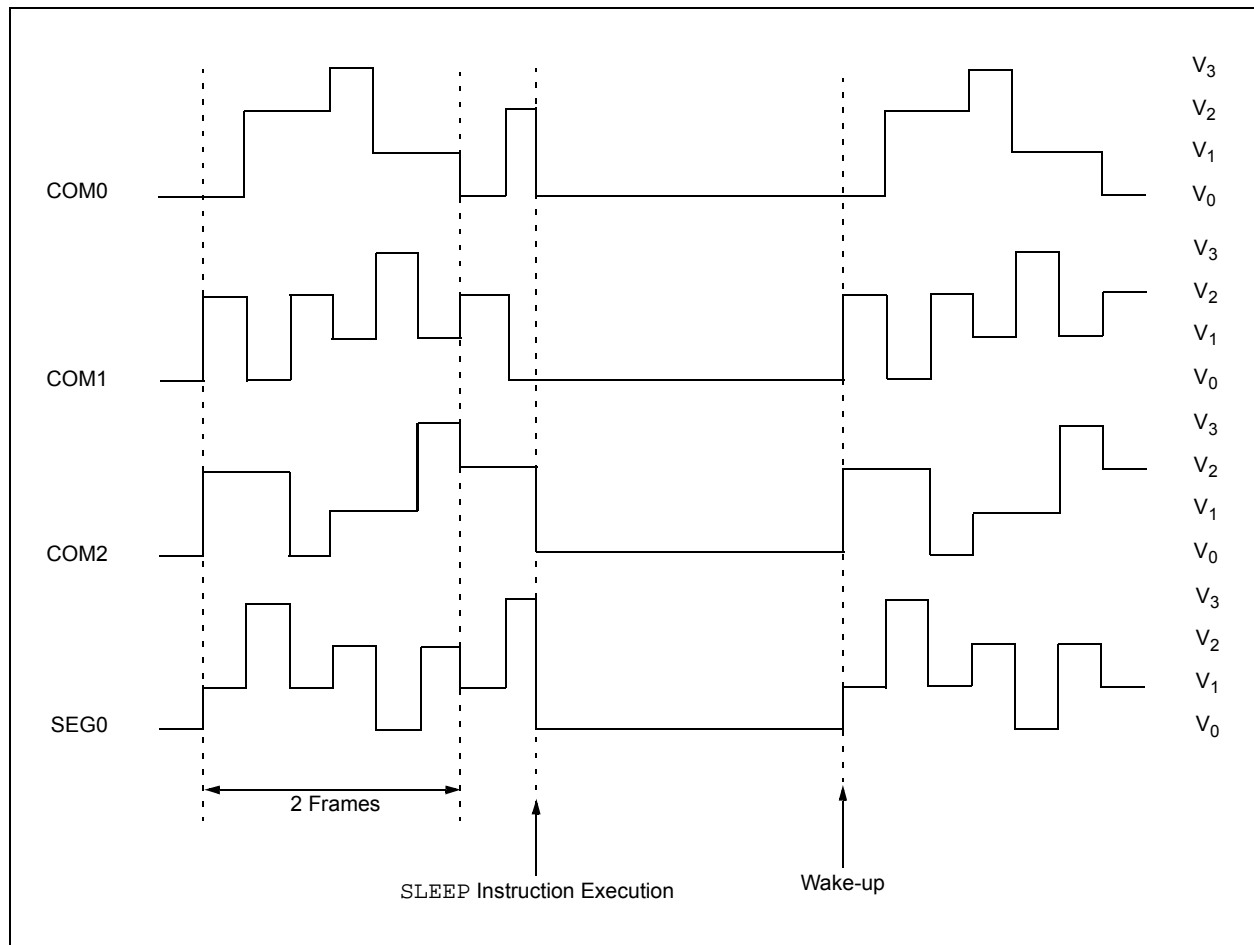 V3
V2
V1
COM0
V0
V3
V2
V1
COM1
V0
V3
V2
V1
COM2
V0
V3
V2
V1
SEG0
V0
2 Frames
SLEEP Instruction Execution
Wake-up